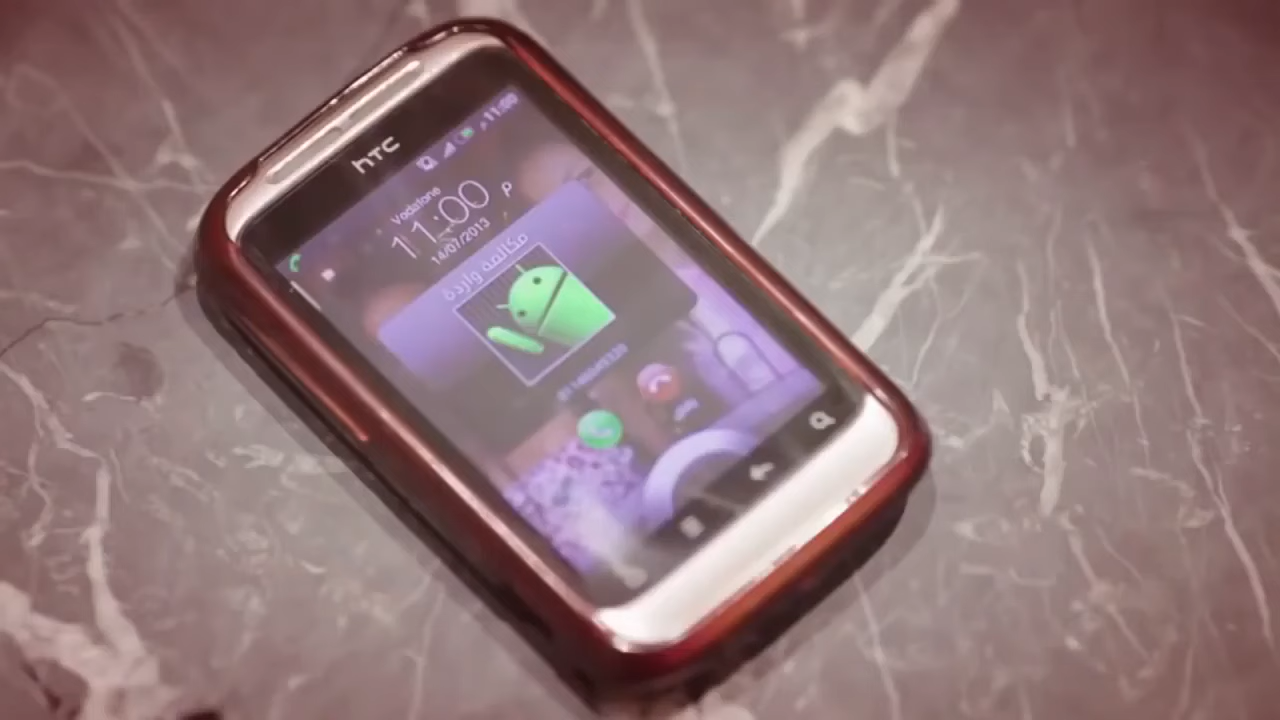 hTC
11:00
Vodafone
11:00 م
14/07/2013
مكالمة واردة